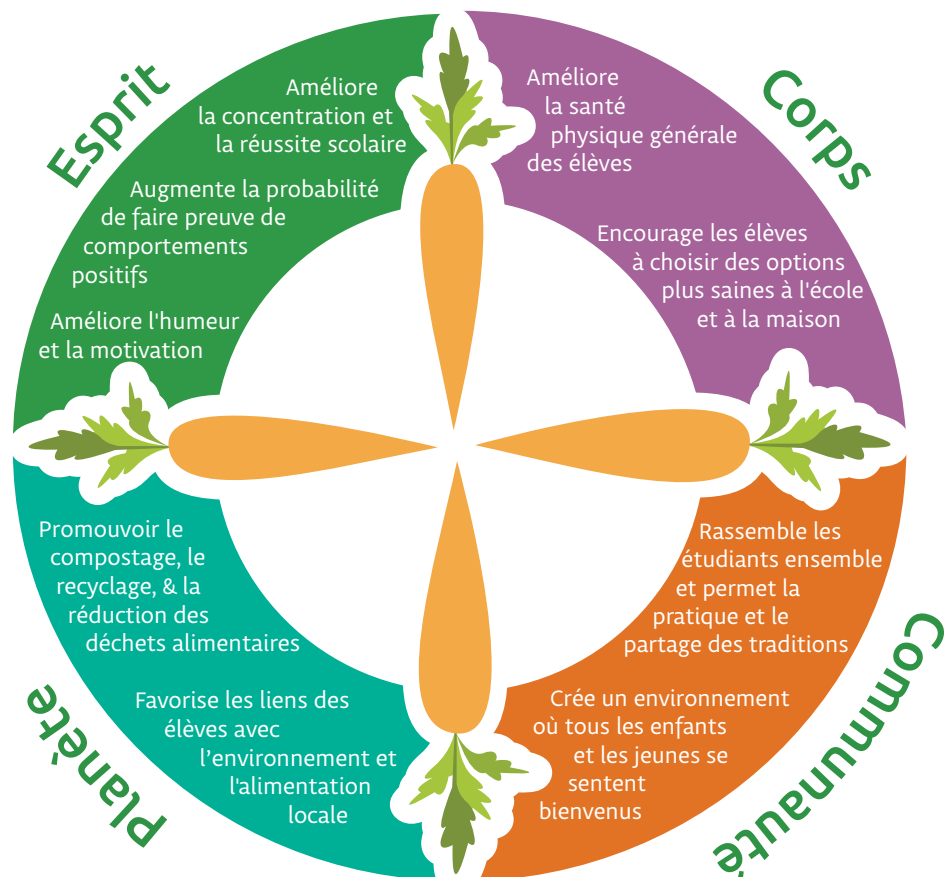 Esprit
Améliore
la concentration et
la réussite scolaire
Augmente la probabilité
de faire preuve de
comportements
positifs
Améliore l'humeur
et la motivation
Corps
Améliore
la santé
physique générale
des élèves
Encourage les élèves
à choisir des options
plus saines à l'école
et à la maison
Planète
Promouvoir le
compostage, le
recyclage, & la
réduction des
déchets alimentaires
Favorise les liens des
élèves avec
l’environnement et
l'alimentation
locale
Communauté
Rassemble les
étudiants ensemble
et permet la
pratique et le
partage des traditions
Crée un environnement
où tous les enfants
et les jeunes se
sentent
bienvenus